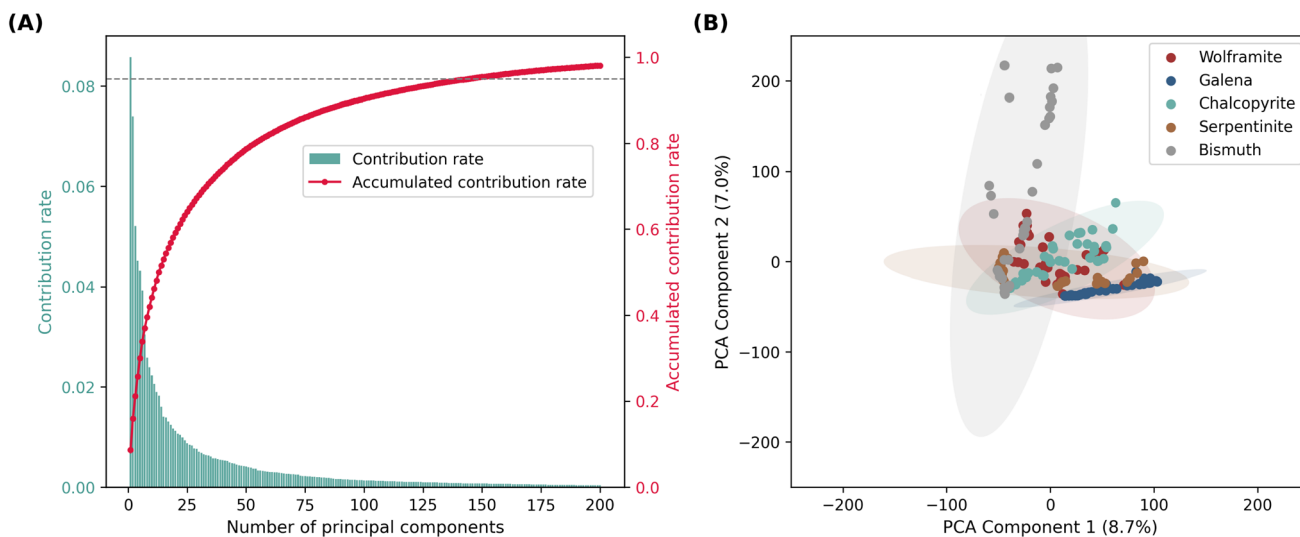 (A)
Contribution rate
0.08
0.06
0.04
0.02
0.00
Contribution rate
Accumulated contribution rate
1.0
0.8
0.6
0.4
0.2
0.0
Accumulated contribution rate
0 25 50 75 100 125 150 175 200
Number of principal components
(B)
PCA Component 2 (7.0%)
200
100
0
−100
−200
Wolframite
Galena
Chalcopyrite
Serpentinite
Bismuth
−200 −100 0 100 200
PCA Component 1 (8.7%)